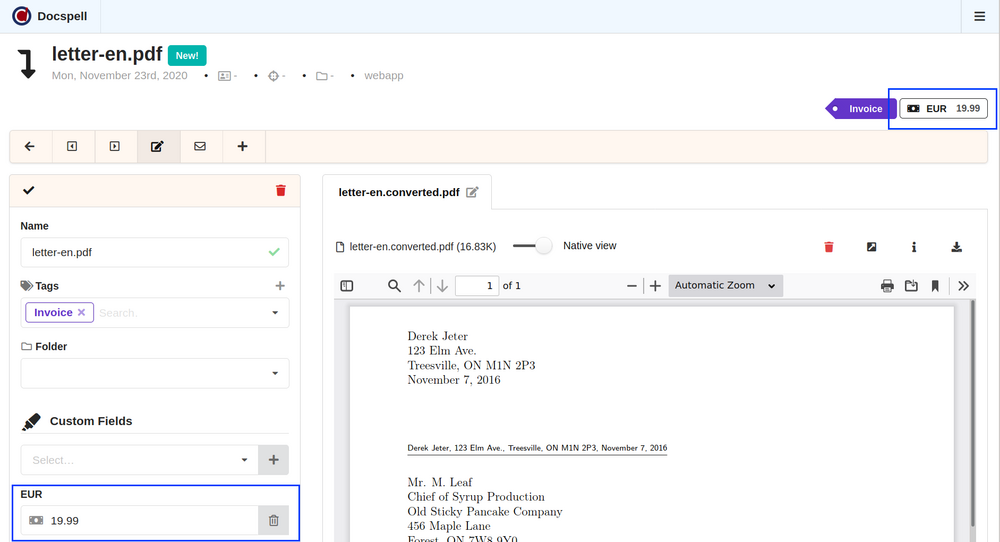 Docspell
letter-en.pdf New!
Mon, November 23rd, 2020 • - • - • - • webapp
Invoice EUR 19.99
letter-en.converted.pdf
Name
letter-en.pdf
letter-en.converted.pdf (16.83K) Native view
Tags
1 of 1 Automatic Zoom
Invoice × Search…
Folder
Custom Fields
Select…
EUR
19.99
Derek Jeter
123 Elm Ave.
Treesville, ON M1N 2P3
November 7, 2016
Derek Jeter, 123 Elm Ave., Treesville, ON M1N 2P3, November 7, 2016
Mr. M. Leaf
Chief of Syrup Production
Old Sticky Pancake Company
456 Maple Lane
Forest, ON 7W8 9Y0